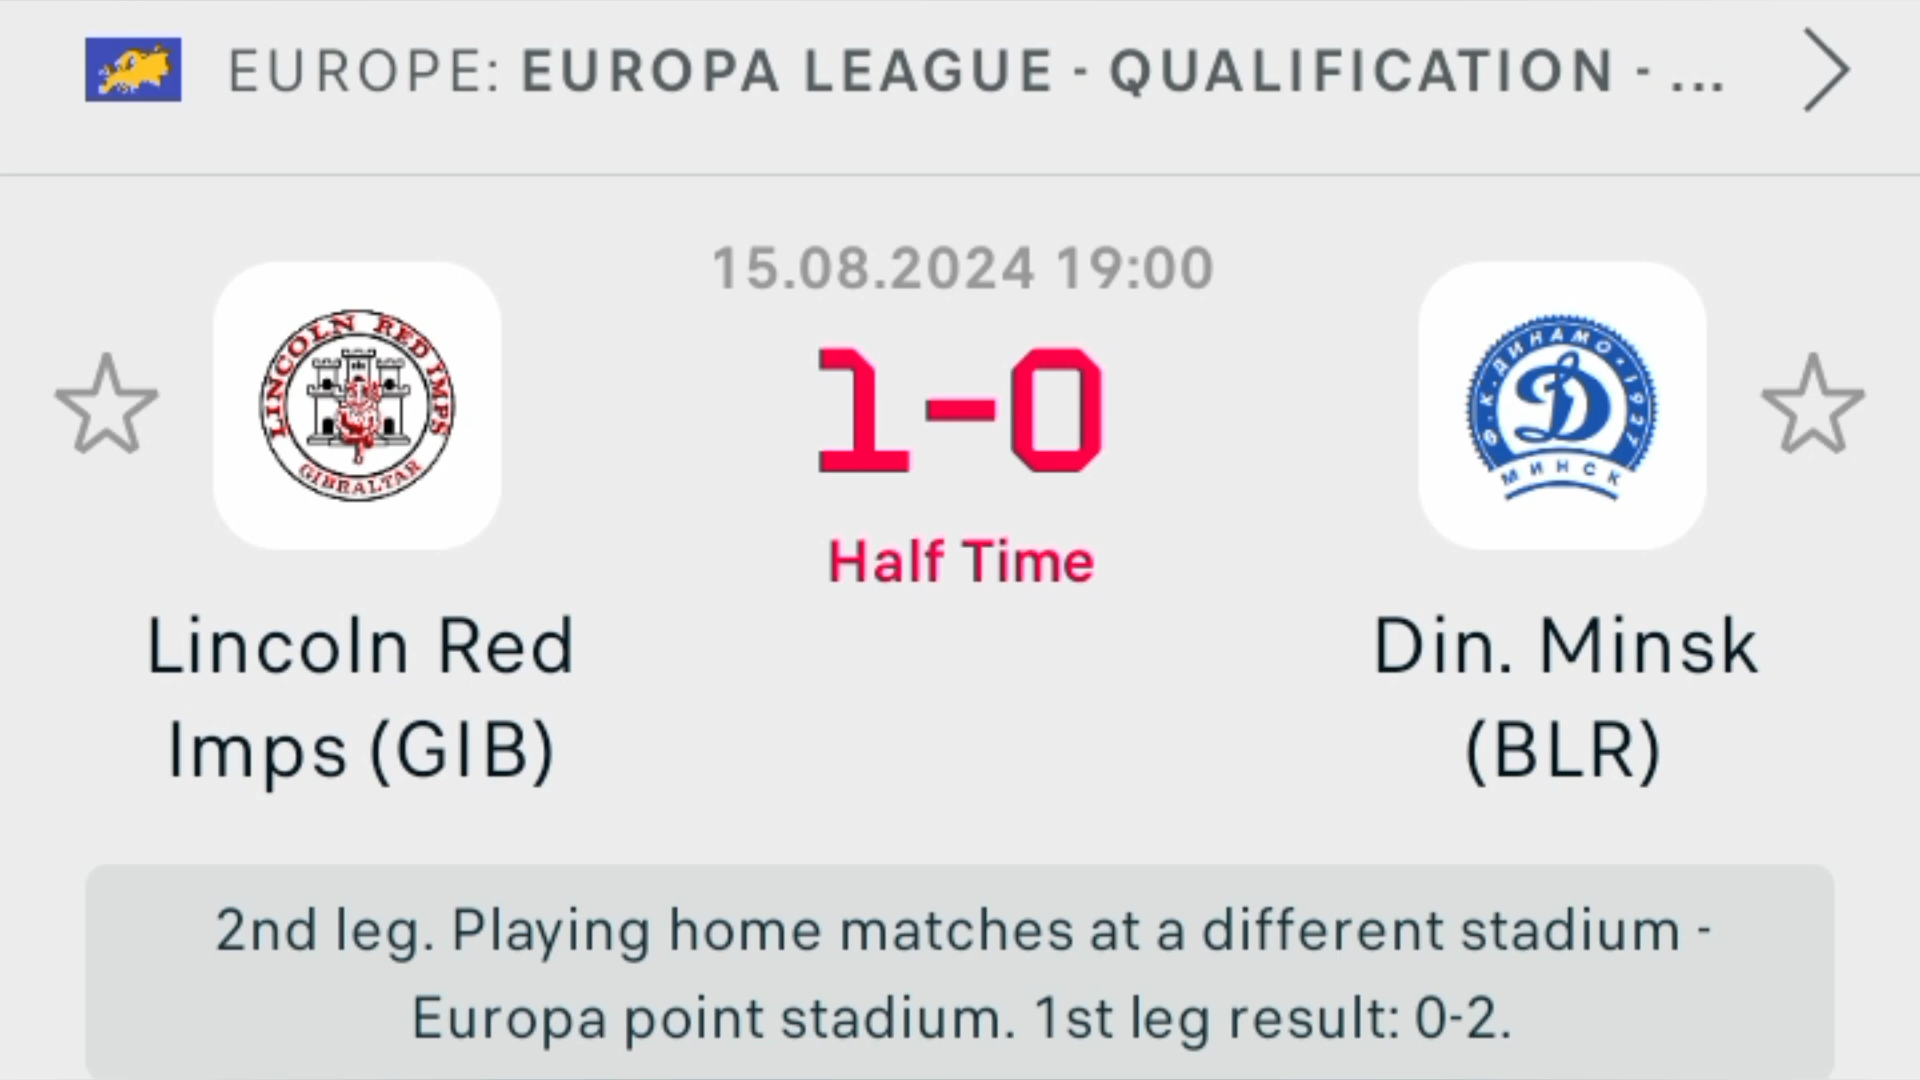 EUROPE: EUROPA LEAGUE - QUALIFICATION - ...
15.08.2024 19:00
LINCOLN RED IMPS
GIBRALTAR
1-0
Ф·К·ДИНАМО·1927
МИНСК
Half Time
Lincoln Red
Imps (GIB)
Din. Minsk
(BLR)
2nd leg. Playing home matches at a different stadium -
Europa point stadium. 1st leg result: 0-2.